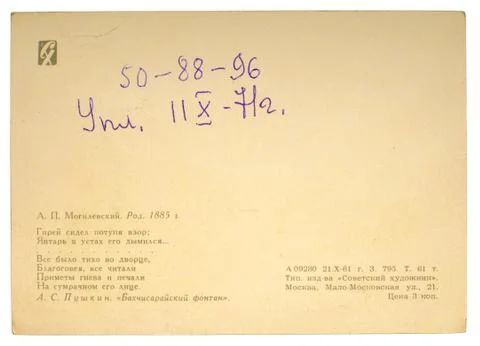 50-88-96
Упл. 11 X - 71г.
А. П. Могилевский. Род. 1885 г.
Гирей сидел потупя взор;
Янтарь в устах его дымился...
Все было тихо во дворце,
Благоговея, все читали
Приметы гнева и печали
На сумрачном его лице.
А. С. Пушкин. «Бахчисарайский фонтан».
А 09280 21.X-61 г. З. 795. Т. 61 т.
Тип. изд-ва «Советский художник».
Москва, Мало-Московская ул., 21.
Цена 3 коп.